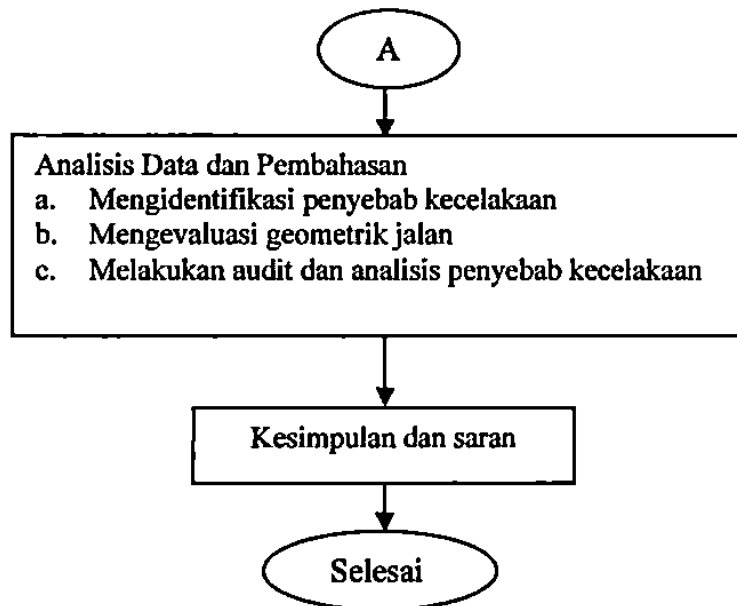 A
Analisis Data dan Pembahasan
a. Mengidentifikasi penyebab kecelakaan
b. Mengevaluasi geometrik jalan
c. Melakukan audit dan analisis penyebab kecelakaan
Kesimpulan dan saran
Selesai